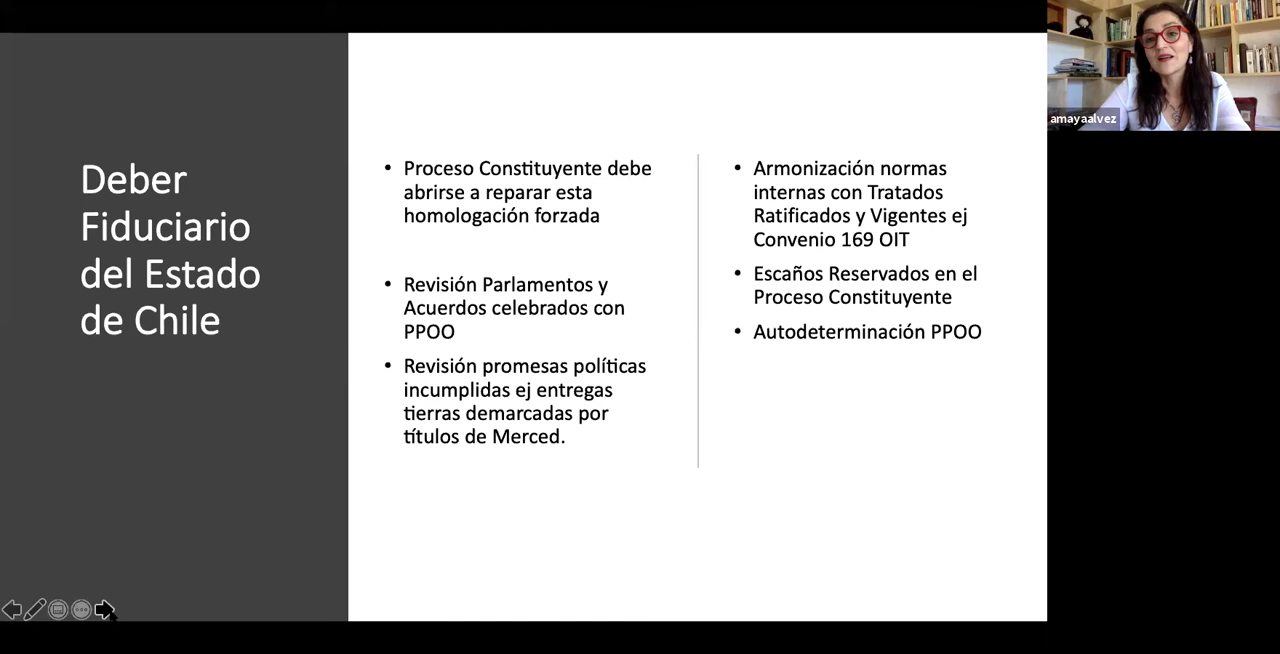 Deber
Fiduciario
del Estado
de Chile
• Proceso Constituyente debe
abrirse a reparar esta
homologación forzada
• Revisión Parlamentos y
Acuerdos celebrados con
PPOO
• Revisión promesas políticas
incumplidas ej entregas
tierras demarcadas por
títulos de Merced.
• Armonización normas
internas con Tratados
Ratificados y Vigentes ej
Convenio 169 OIT
• Escaños Reservados en el
Proceso Constituyente
• Autodeterminación PPOO
amayaalvez